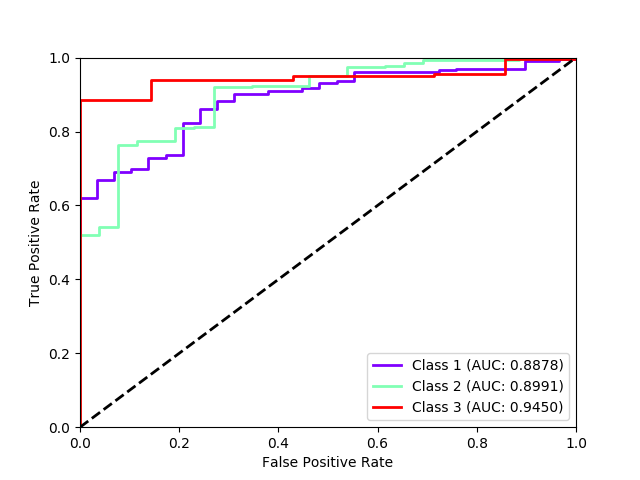 1.0
0.8
0.6
0.4
0.2
0.0
True Positive Rate
Class 1 (AUC: 0.8878)
Class 2 (AUC: 0.8991)
Class 3 (AUC: 0.9450)
0.0 0.2 0.4 0.6 0.8 1.0
False Positive Rate